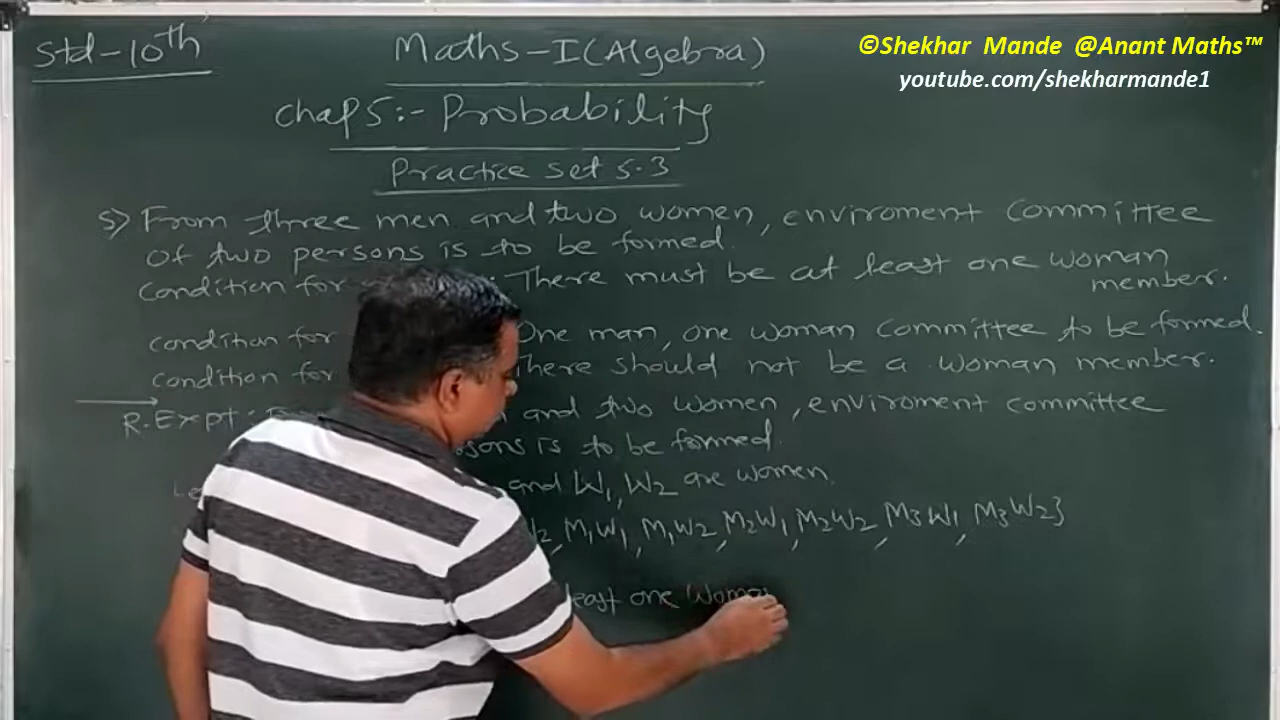 Std-10th
Maths-I(Algebra)
©Shekhar Mande @Anant Maths™
youtube.com/shekharmande1
Chap 5:- Probability
Practice set 5.3
5) From three men and two women, enviroment committee
of two persons is to be formed.
condition for : There must be at least one woman
member.
condition for One man, one woman committee to be formed.
condition for There should not be a woman member.
R.Expt: and two women, enviroment committee
is to be formed.
and W1, W2 are women.
, M1W1, M1W2, M2W1, M2W2, M3W1, M3W2}
least one